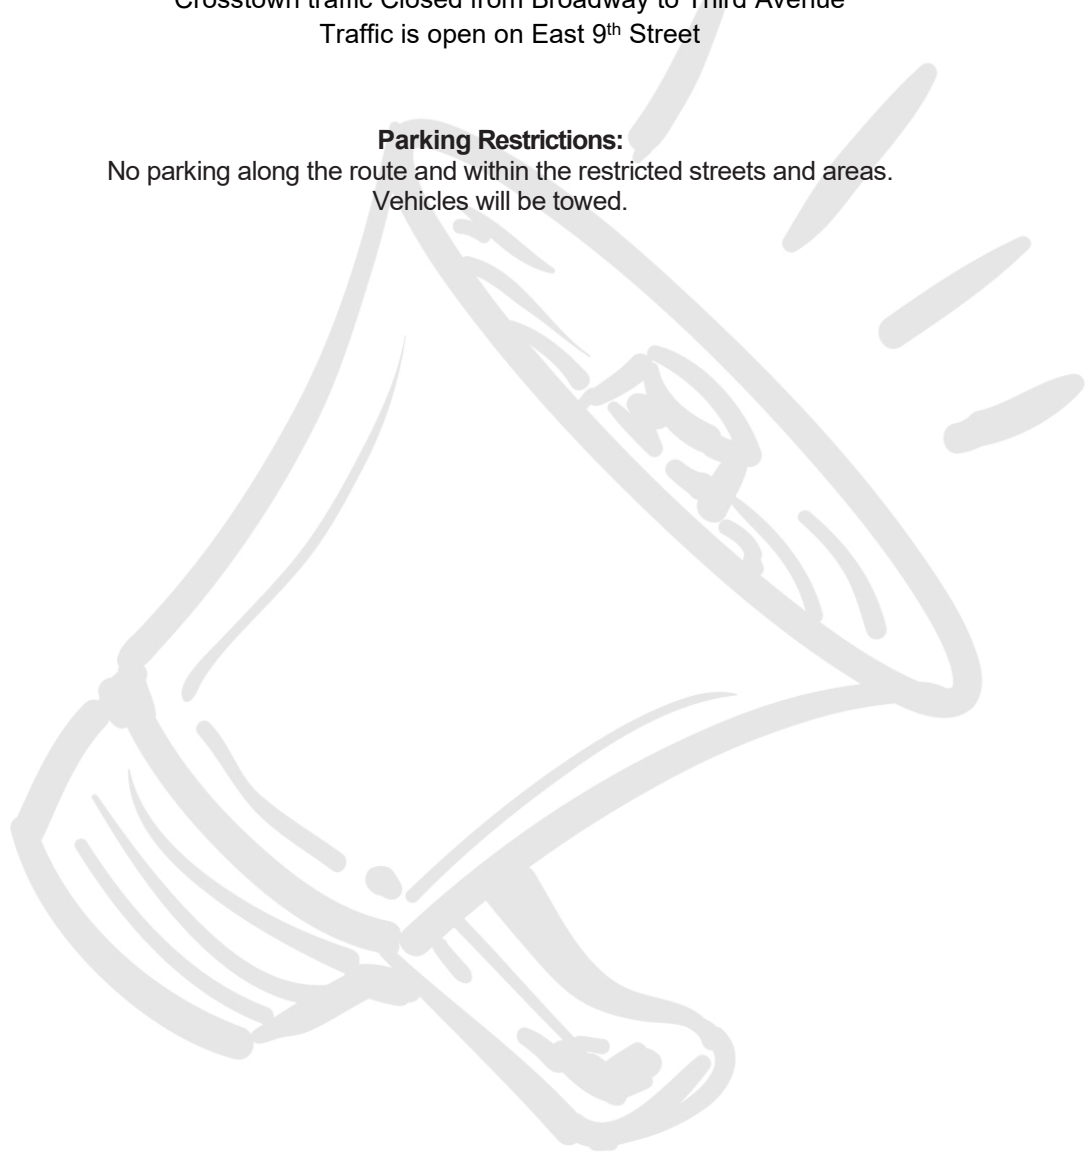 Crosstown traffic Closed from Broadway to Third Avenue
Traffic is open on East 9th Street
Parking Restrictions:
No parking along the route and within the restricted streets and areas.
Vehicles will be towed.